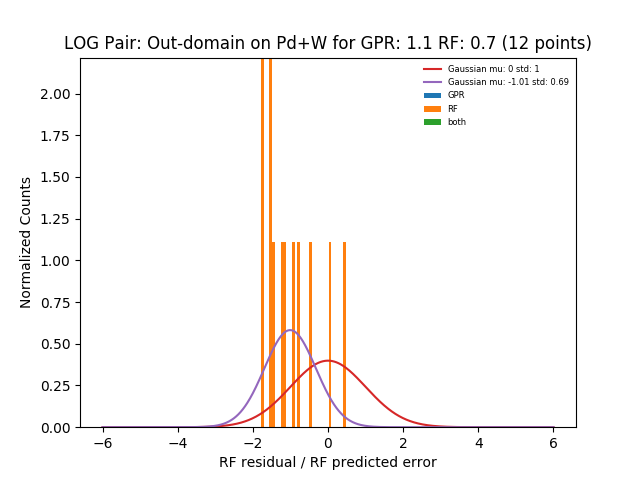 LOG Pair: Out-domain on Pd+W for GPR: 1.1 RF: 0.7 (12 points)
Gaussian mu: 0 std: 1
Gaussian mu: -1.01 std: 0.69
GPR
RF
both
Normalized Counts
2.00
1.75
1.50
1.25
1.00
0.75
0.50
0.25
0.00
−6
−4
−2
0
2
4
6
RF residual / RF predicted error